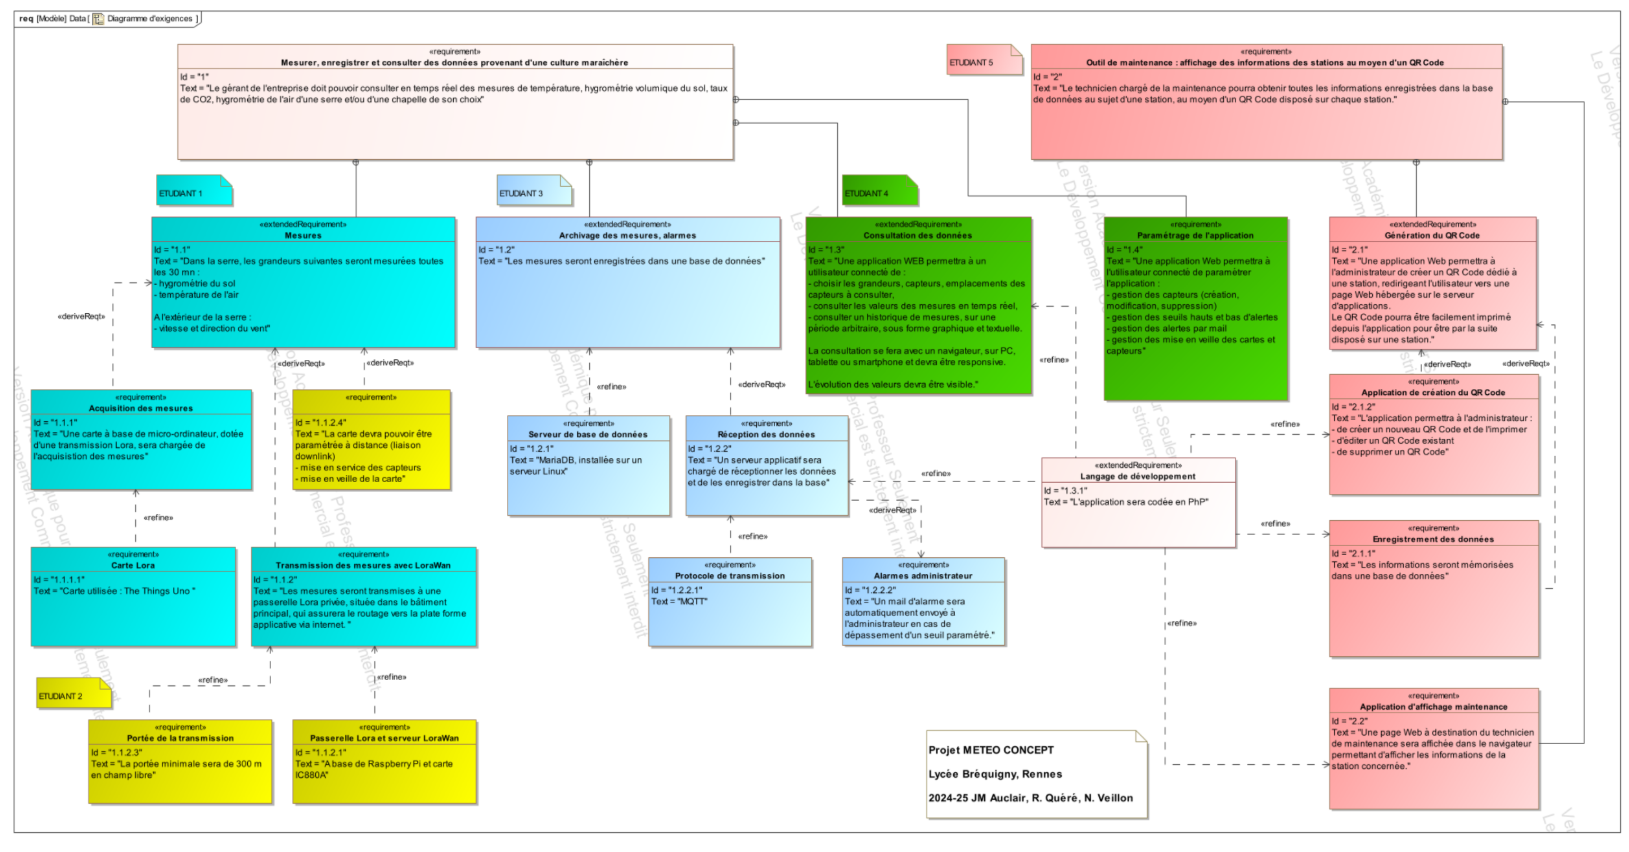 req [Modèle] Data [ Diagramme d'exigences ]
«requirement»
Mesurer, enregistrer et consulter des données provenant d'une culture maraîchère
Id = "1"
Text = "Le gérant de l'entreprise doit pouvoir consulter en temps réel des mesures de température, hygrométrie volumique du sol, taux
de CO2, hygrométrie de l'air d'une serre et/ou d'une chapelle de son choix"
ETUDIANT 5
«requirement»
Outil de maintenance : affichage des informations des stations au moyen d'un QR Code
Id = "2"
Text = "Le technicien chargé de la maintenance pourra obtenir toutes les informations enregistrées dans la base
de données au sujet d'une station, au moyen d'un QR Code disposé sur chaque station."
ETUDIANT 1
ETUDIANT 3
ETUDIANT 4
«extendedRequirement»
Mesures
Id = "1.1"
Text = "Dans la serre, les grandeurs suivantes seront mesurées toutes
les 30 mn :
- hygrométrie du sol
- température de l'air
A l'extérieur de la serre :
- vitesse et direction du vent"
«extendedRequirement»
Archivage des mesures, alarmes
Id = "1.2"
Text = "Les mesures seront enregistrées dans une base de données"
«extendedRequirement»
Consultation des données
Id = "1.3"
Text = "Une application WEB permettra à un
utilisateur connecté de :
- choisir les grandeurs, capteurs, emplacements des
capteurs à consulter,
- consulter les valeurs des mesures en temps réel,
- consulter un historique de mesures, sur une
période arbitraire, sous forme graphique et textuelle.
La consultation se fera avec un navigateur, sur PC,
tablette ou smartphone et devra être responsive.
L'évolution des valeurs devra être visible."
«requirement»
Paramétrage de l'application
Id = "1.4"
Text = "Une application Web permettra à
l'utilisateur connecté de paramétrer
l'application :
- gestion des capteurs (création,
modification, suppression)
- gestion des seuils hauts et bas d'alertes
- gestion des alertes par mail
- gestion des mise en veille des cartes et
capteurs"
«extendedRequirement»
Génération du QR Code
Id = "2.1"
Text = "Une application Web permettra à
l'administrateur de créer un QR Code dédié à
une station, redirigeant l'utilisateur vers une
page Web hébergée sur le serveur
d'applications.
Le QR Code pourra être facilement imprimé
depuis l'application pour être par la suite
disposé sur une station."
«deriveReqt»
«deriveReqt»
«deriveReqt»
«refine»
«deriveReqt»
«refine»
«deriveReqt»
«deriveReqt»
«requirement»
Acquisition des mesures
Id = "1.1.1"
Text = "Une carte à base de micro-ordinateur, dotée
d'une transmission Lora, sera chargée de
l'acquisistion des mesures"
«requirement»
Id = "1.1.2.4"
Text = "La carte devra pouvoir être
paramétrée à distance (liaison
downlink)
- mise en service des capteurs
- mise en veille de la carte"
«requirement»
Serveur de base de données
Id = "1.2.1"
Text = "MariaDB, installée sur un
serveur Linux"
«requirement»
Réception des données
Id = "1.2.2"
Text = "Un serveur applicatif sera
chargé de réceptionner les données
et de les enregistrer dans la base"
«requirement»
Application de création du QR Code
Id = "2.1.2"
Text = "L'application permettra à l'administrateur :
- de créer un nouveau QR Code et de l'imprimer
- d'éditer un QR Code existant
- de supprimer un QR Code"
«extendedRequirement»
Langage de développement
Id = "1.3.1"
Text = "L'application sera codée en PhP"
«refine»
«refine»
«refine»
«deriveReqt»
«refine»
«refine»
«refine»
«requirement»
Carte Lora
Id = "1.1.1.1"
Text = "Carte utilisée : The Things Uno "
«requirement»
Transmission des mesures avec LoraWan
Id = "1.1.2"
Text = "Les mesures seront transmises à une
passerelle Lora privée, située dans le bâtiment
principal, qui assurera le routage vers la plate forme
applicative via internet. "
«requirement»
Protocole de transmission
Id = "1.2.2.1"
Text = "MQTT"
«requirement»
Alarmes administrateur
Id = "1.2.2.2"
Text = "Un mail d'alarme sera
automatiquement envoyé à
l'administrateur en cas de
dépassement d'un seuil paramétré."
«requirement»
Enregistrement des données
Id = "2.1.1"
Text = "Les informations seront mémorisées
dans une base de données"
«refine»
«refine»
ETUDIANT 2
«requirement»
Portée de la transmission
Id = "1.1.2.3"
Text = "La portée minimale sera de 300 m
en champ libre"
«requirement»
Passerelle Lora et serveur LoraWan
Id = "1.1.2.1"
Text = "A base de Raspberry Pi et carte
IC880A"
«requirement»
Application d'affichage maintenance
Id = "2.2"
Text = "Une page Web à destination du technicien
de maintenance sera affichée dans le navigateur
permettant d'afficher les informations de la
station concernée."
Projet METEO CONCEPT
Lycée Bréquigny, Rennes
2024-25 JM Auclair, R. Quéré, N. Veillon